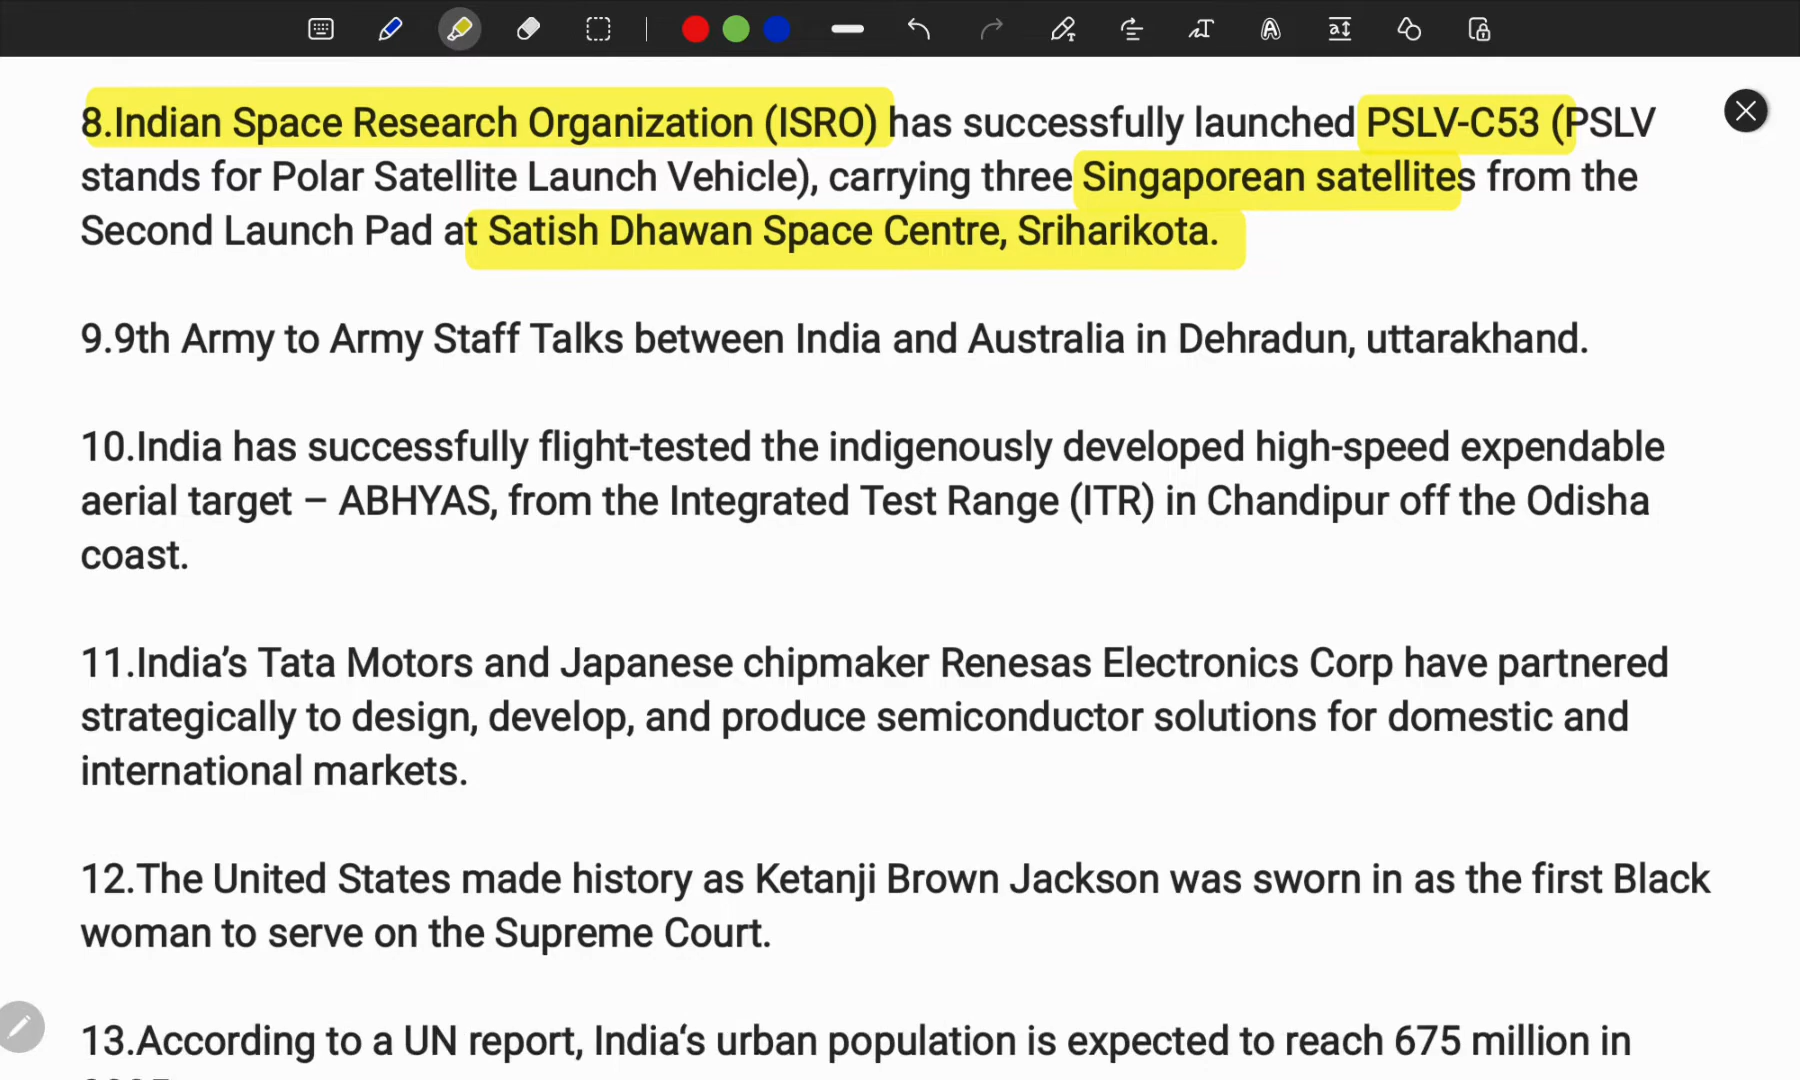 8.Indian Space Research Organization (ISRO) has successfully launched PSLV-C53 (PSLV
stands for Polar Satellite Launch Vehicle), carrying three Singaporean satellites from the
Second Launch Pad at Satish Dhawan Space Centre, Sriharikota.
9.9th Army to Army Staff Talks between India and Australia in Dehradun, uttarakhand.
10.India has successfully flight-tested the indigenously developed high-speed expendable
aerial target – ABHYAS, from the Integrated Test Range (ITR) in Chandipur off the Odisha
coast.
11.India’s Tata Motors and Japanese chipmaker Renesas Electronics Corp have partnered
strategically to design, develop, and produce semiconductor solutions for domestic and
international markets.
12.The United States made history as Ketanji Brown Jackson was sworn in as the first Black
woman to serve on the Supreme Court.
13.According to a UN report, India‘s urban population is expected to reach 675 million in